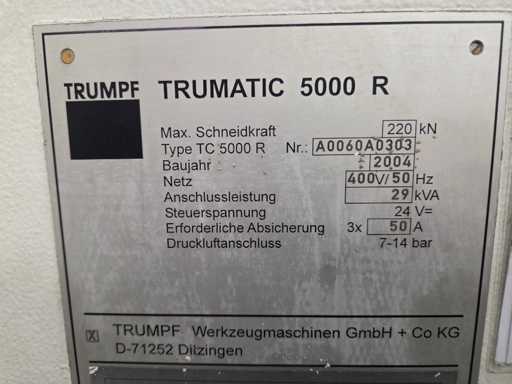 TRUMPF TRUMATIC 5000 R
Max. Schneidkraft 220 kN
Type TC 5000 R Nr.: A0060A0303
Baujahr 2004
Netz 400V/50 Hz
Anschlussleistung 29 kVA
Steuerspannung 24 V=
Erforderliche Absicherung 3x 50 A
Druckluftanschluss 7-14 bar
X TRUMPF Werkzeugmaschinen GmbH + Co KG
D-71252 Ditzingen